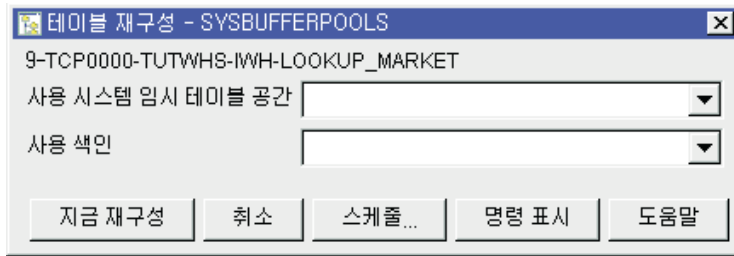 테이블 재구성 - SYSBUFFERPOOLS
9-TCP0000-TUTWHS-IWH-LOOKUP_MARKET
사용 시스템 임시 테이블 공간
사용 색인
지금 재구성 취소 스케줄... 명령 표시 도움말